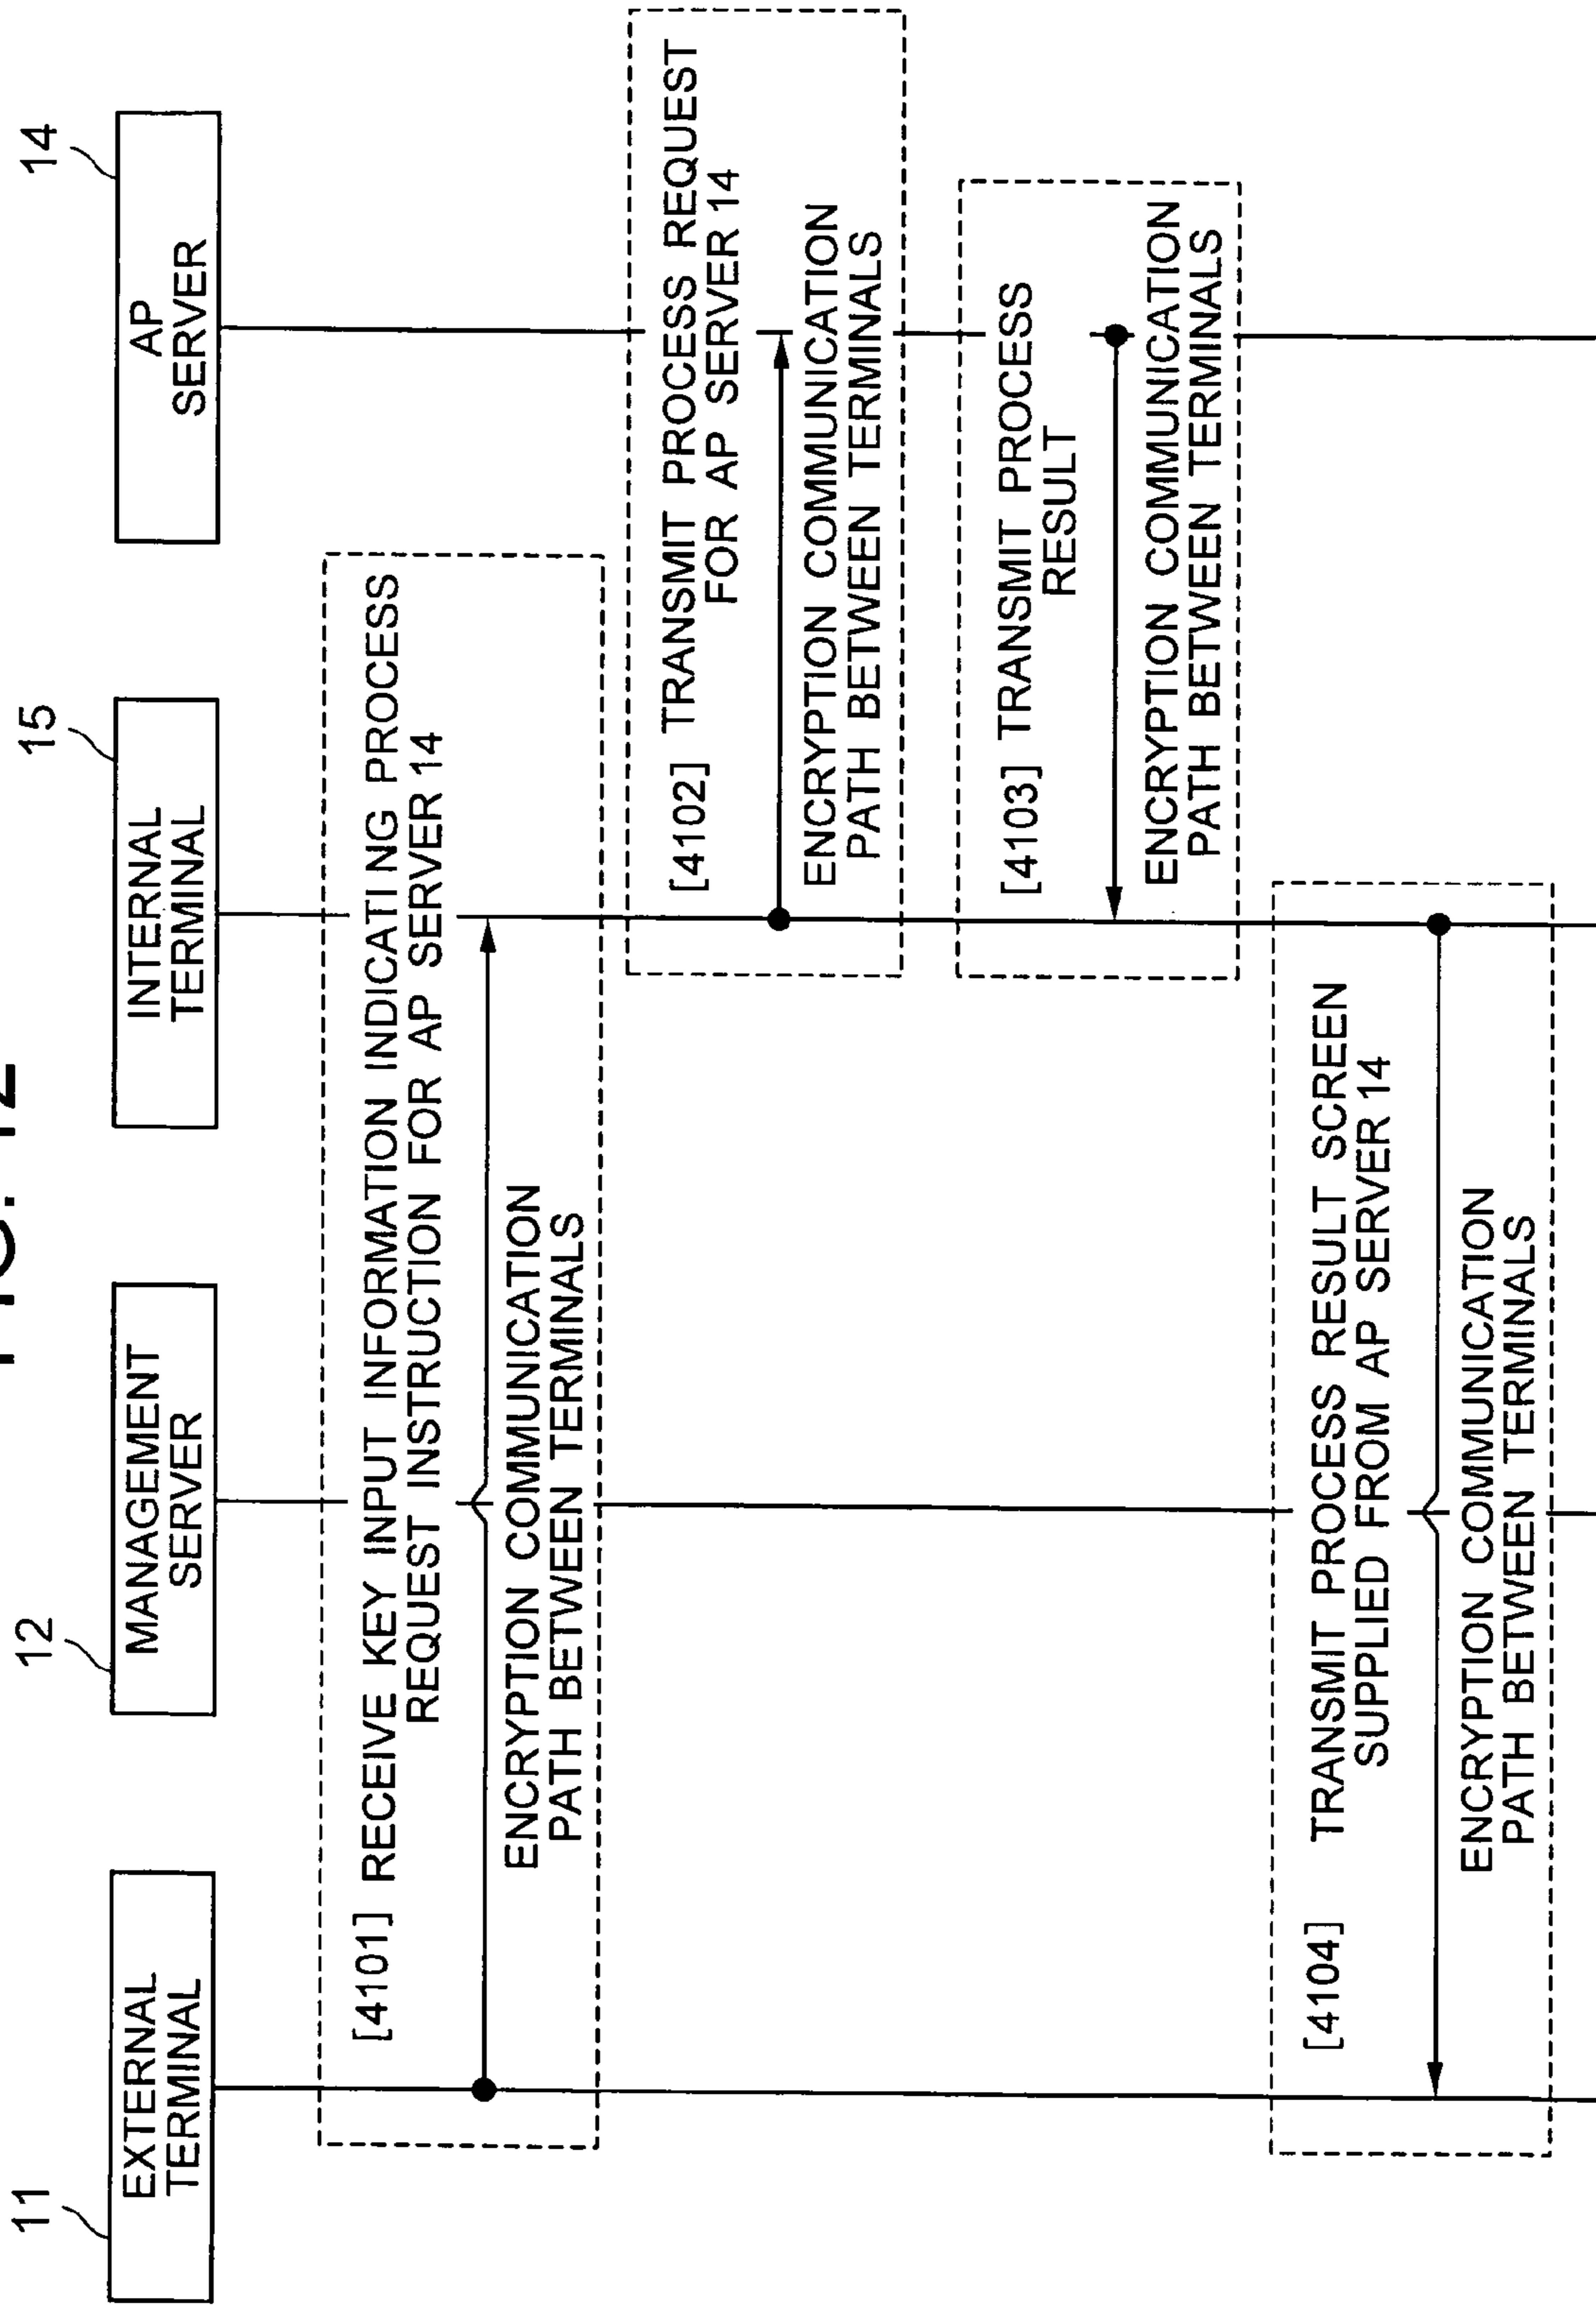 11
EXTERNAL
TERMINAL
12
MANAGEMENT
SERVER
15
INTERNAL
TERMINAL
14
AP
SERVER
[4101] RECEIVE KEY INPUT INFORMATION INDICATING PROCESS
REQUEST INSTRUCTION FOR AP SERVER 14
ENCRYPTION COMMUNICATION
PATH BETWEEN TERMINALS
[4102] TRANSMIT PROCESS REQUEST
FOR AP SERVER 14
ENCRYPTION COMMUNICATION
PATH BETWEEN TERMINALS
[4103] TRANSMIT PROCESS
RESULT
ENCRYPTION COMMUNICATION
PATH BETWEEN TERMINALS
[4104] TRANSMIT PROCESS RESULT SCREEN
SUPPLIED FROM AP SERVER 14
ENCRYPTION COMMUNICATION
PATH BETWEEN TERMINALS